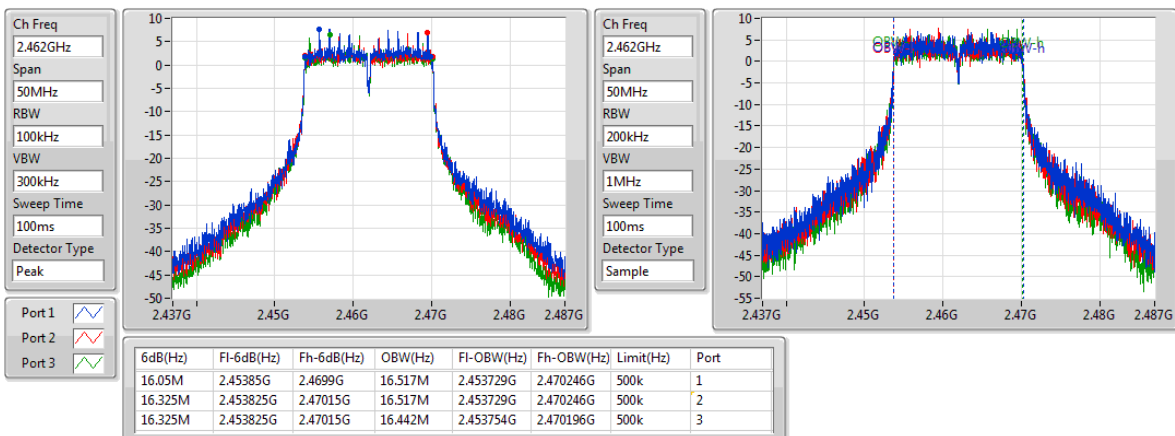 Ch Freq
2.462GHz
Span
50MHz
RBW
100kHz
VBW
300kHz
Sweep Time
100ms
Detector Type
Peak
10
5
0
-5
-10
-15
-20
-25
-30
-35
-40
-45
-50
2.437G 2.45G 2.46G 2.47G 2.487G
Ch Freq
2.462GHz
Span
50MHz
RBW
200kHz
VBW
1MHz
Sweep Time
100ms
Detector Type
Sample
10
5
0
-5
-10
-15
-20
-25
-30
-35
-40
-45
-50
-55
2.437G 2.45G 2.46G 2.47G 2.48G 2.487G
Port 1
Port 2
Port 3
6dB(Hz) Fl-6dB(Hz) Fh-6dB(Hz) OBW(Hz) Fl-OBW(Hz) Fh-OBW(Hz) Limit(Hz) Port
16.05M 2.45385G 2.4699G 16.517M 2.453729G 2.470246G 500k 1
16.325M 2.453825G 2.47015G 16.517M 2.453729G 2.470246G 500k 2
16.325M 2.453825G 2.47015G 16.442M 2.453754G 2.470196G 500k 3